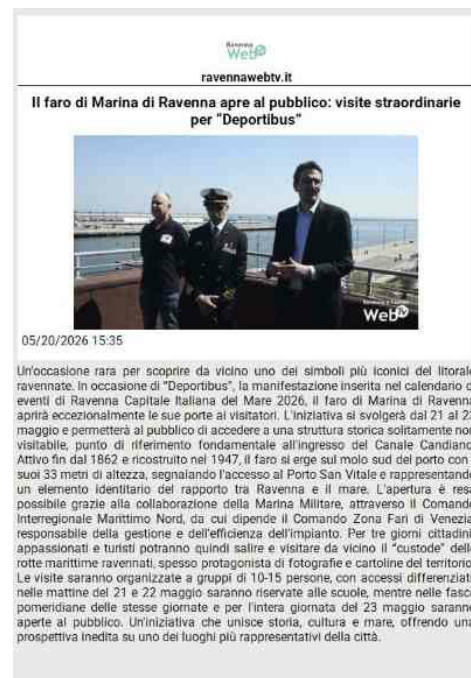 Ravenna
WebTV
ravennawebtv.it
Il faro di Marina di Ravenna apre al pubblico: visite straordinarie
per "Deportibus"
Ravenna e Capitale
WebTV
05/20/2026 15:35
Un'occasione rara per scoprire da vicino uno dei simboli più iconici del litorale
ravennate. In occasione di "Deportibus", la manifestazione inserita nel calendario d
eventi di Ravenna Capitale Italiana del Mare 2026, il faro di Marina di Ravenna
aprirà eccezionalmente le sue porte ai visitatori. L'iniziativa si svolgerà dal 21 al 23
maggio e permetterà al pubblico di accedere a una struttura storica solitamente non
visitabile, punto di riferimento fondamentale all'ingresso del Canale Candiano
Attivo fin dal 1862 e ricostruito nel 1947, il faro si erge sul molo sud del porto con
suoi 33 metri di altezza, segnalando l'accesso al Porto San Vitale e rappresentando
un elemento identitario del rapporto tra Ravenna e il mare. L'apertura è resa
possibile grazie alla collaborazione della Marina Militare, attraverso il Comando
Interregionale Marittimo Nord, da cui dipende il Comando Zona Fari di Venezia
responsabile della gestione e dell'efficienza dell'impianto. Per tre giorni cittadini
appassionati e turisti potranno quindi salire e visitare da vicino il "custode" delle
rotte marittime ravennati, spesso protagonista di fotografie e cartoline del territorio
Le visite saranno organizzate a gruppi di 10-15 persone, con accessi differenziati
nelle mattine del 21 e 22 maggio saranno riservate alle scuole, mentre nelle fasce
pomeridiane delle stesse giornate e per l'intera giornata del 23 maggio saranno
aperte al pubblico. Un'iniziativa che unisce storia, cultura e mare, offrendo una
prospettiva inedita su uno dei luoghi più rappresentativi della città.